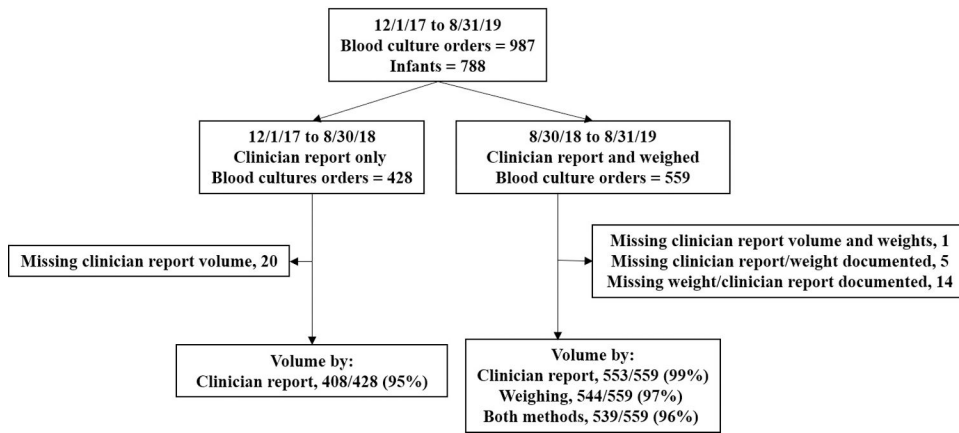 12/1/17 to 8/31/19
Blood culture orders = 987
Infants = 788
12/1/17 to 8/30/18
Clinician report only
Blood cultures orders = 428
8/30/18 to 8/31/19
Clinician report and weighed
Blood culture orders = 559
Missing clinician report volume, 20
Missing clinician report volume and weights, 1
Missing clinician report/weight documented, 5
Missing weight/clinician report documented, 14
Volume by:
Clinician report, 408/428 (95%)
Volume by:
Clinician report, 553/559 (99%)
Weighing, 544/559 (97%)
Both methods, 539/559 (96%)